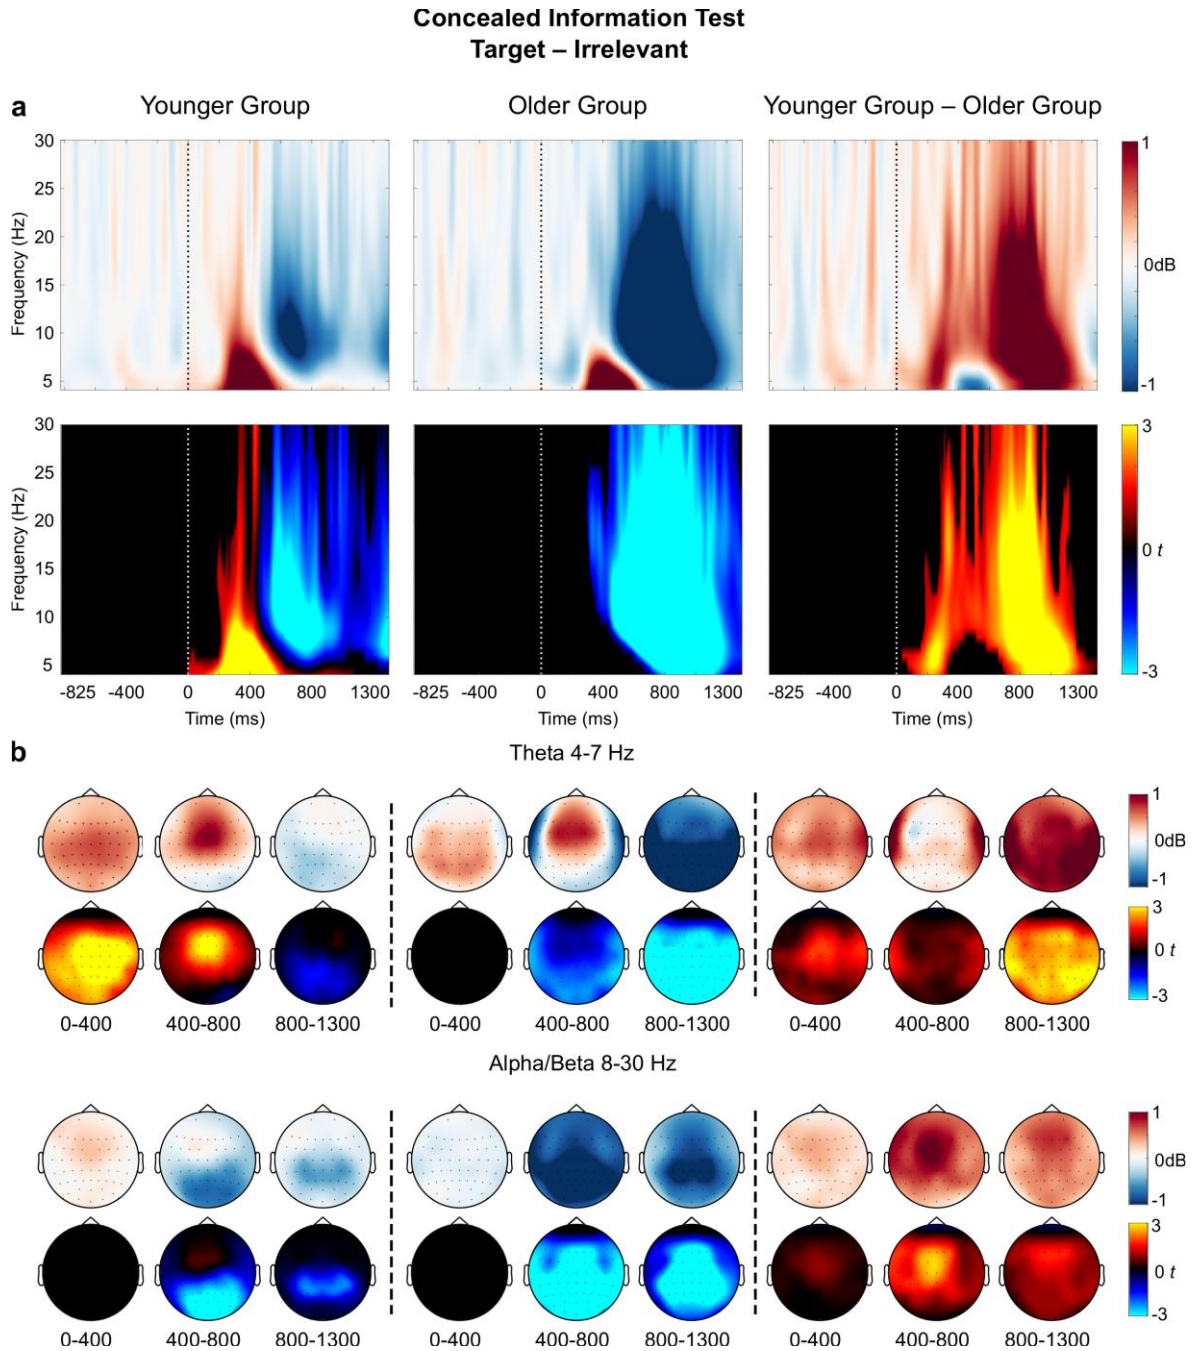 Concealed Information Test
Target – Irrelevant
a
Younger Group
Older Group
Younger Group – Older Group
30
25
20
15
10
5
Frequency (Hz)
1
0dB
-1
30
25
20
15
10
5
Frequency (Hz)
3
0 t
-3
-825 -400 0 400 800 1300
-825 -400 0 400 800 1300
-825 -400 0 400 800 1300
Time (ms)
Time (ms)
Time (ms)
b
Theta 4-7 Hz
1
0dB
-1
3
0 t
-3
0-400 400-800 800-1300
0-400 400-800 800-1300
0-400 400-800 800-1300
Alpha/Beta 8-30 Hz
1
0dB
-1
3
0 t
-3
0-400 400-800 800-1300
0-400 400-800 800-1300
0-400 400-800 800-1300